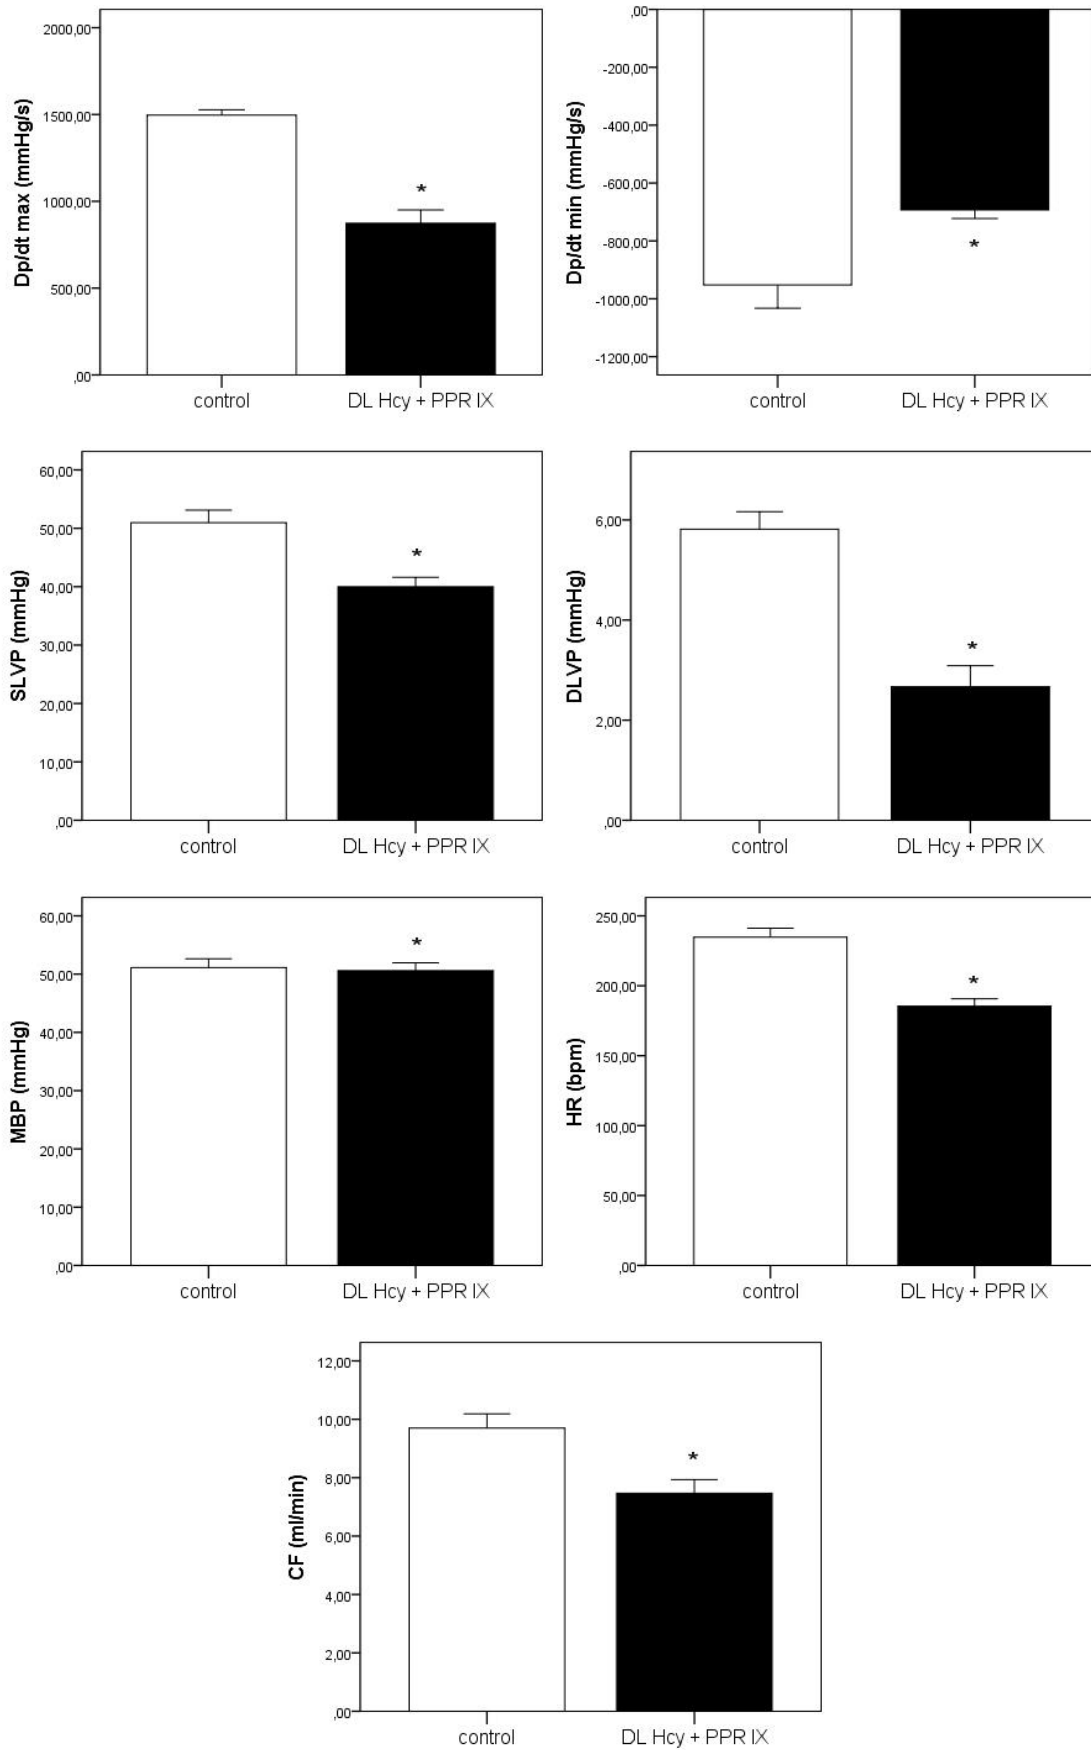 Dp/dt max (mmHg/s)
2000,00
1500,00
1000,00
500,00
,00
*
control
DL Hcy + PPR IX
Dp/dt min (mmHg/s)
,00
-200,00
-400,00
-600,00
-800,00
-1000,00
-1200,00
*
control
DL Hcy + PPR IX
SLVP (mmHg)
60,00
50,00
40,00
30,00
20,00
10,00
,00
*
control
DL Hcy + PPR IX
DLVP (mmHg)
6,00
4,00
2,00
,00
*
control
DL Hcy + PPR IX
MBP (mmHg)
60,00
50,00
40,00
30,00
20,00
10,00
,00
*
control
DL Hcy + PPR IX
HR (bpm)
250,00
200,00
150,00
100,00
50,00
,00
*
control
DL Hcy + PPR IX
CF (ml/min)
12,00
10,00
8,00
6,00
4,00
2,00
,00
*
control
DL Hcy + PPR IX